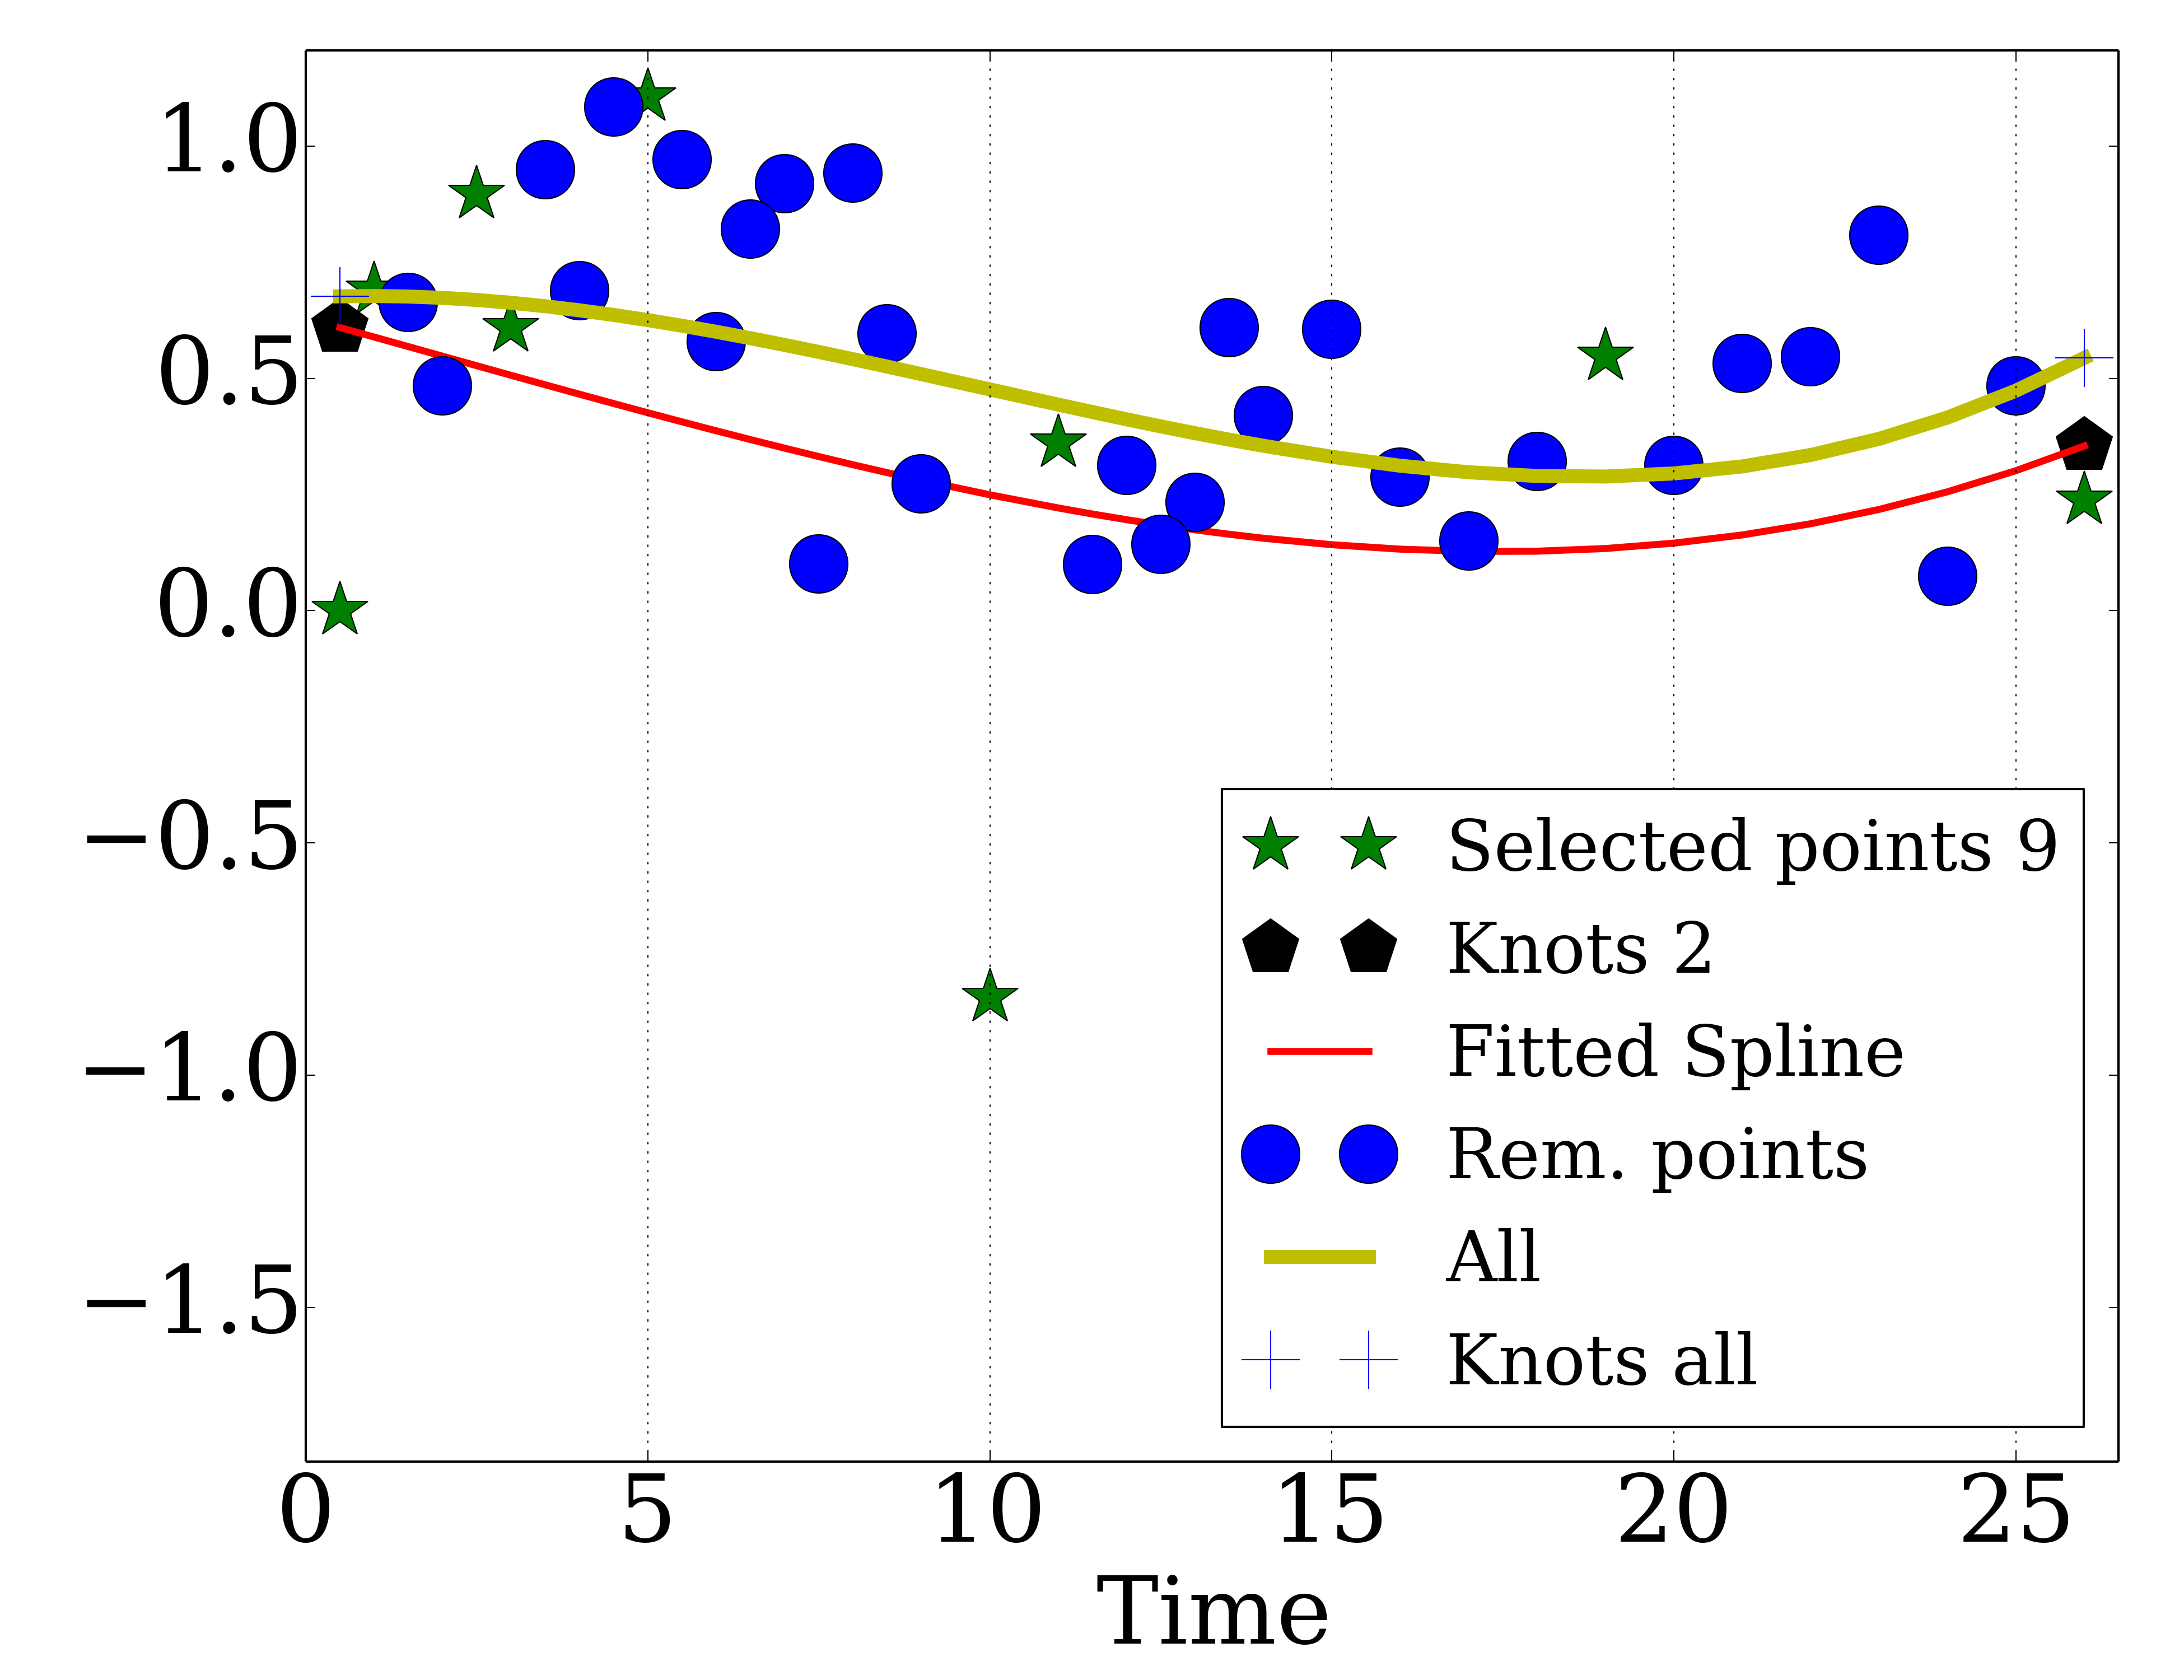 1.0
0.5
0.0
−0.5
−1.0
−1.5
Selected points 9
Knots 2
Fitted Spline
Rem. points
All
Knots all
0 5 10 15 20 25
Time